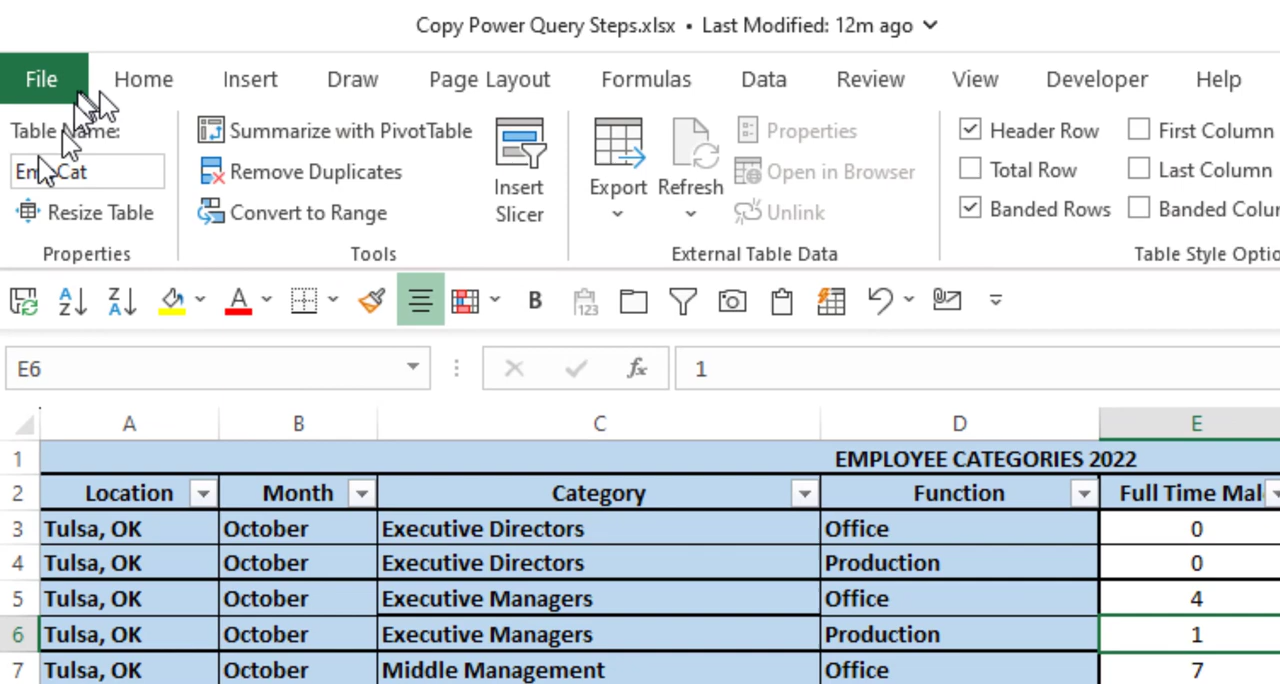 Copy Power Query Steps.xlsx • Last Modified: 12m ago
File Home Insert Draw Page Layout Formulas Data Review View Developer Help
Table Name:
Summarize with PivotTable
Remove Duplicates
Resize Table
Convert to Range
Insert Slicer
Export
Refresh
Properties
Open in Browser
Unlink
Header Row
Total Row
Banded Rows
First Column
Last Column
Banded
Properties
Tools
External Table Data
Table Style
B
123
E6
fx
1
A B C D E
1 EMPLOYEE CATEGORIES 2022
2 Location Month Category Function Full Time
3 Tulsa, OK October Executive Directors Office 0
4 Tulsa, OK October Executive Directors Production 0
5 Tulsa, OK October Executive Managers Office 4
6 Tulsa, OK October Executive Managers Production 1
7 Tulsa, OK October Middle Management Office 7